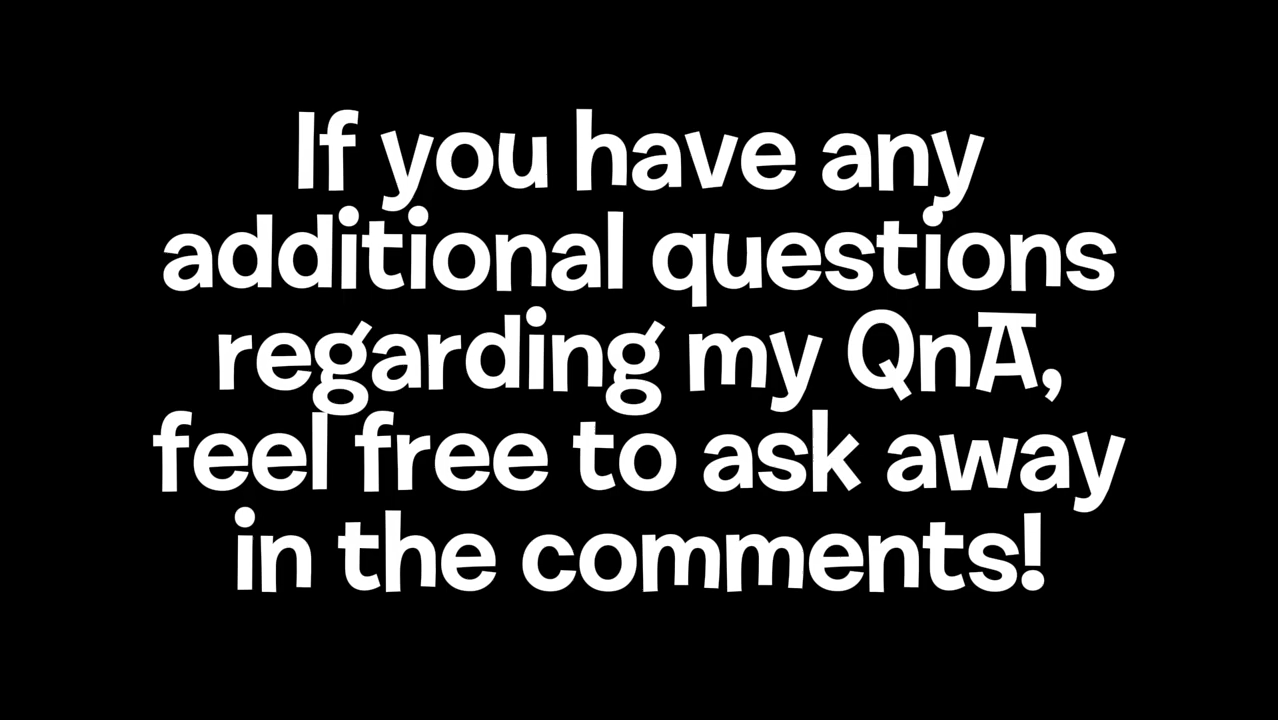 If you have any
additional questions
regarding my QnA,
feel free to ask away
in the comments!